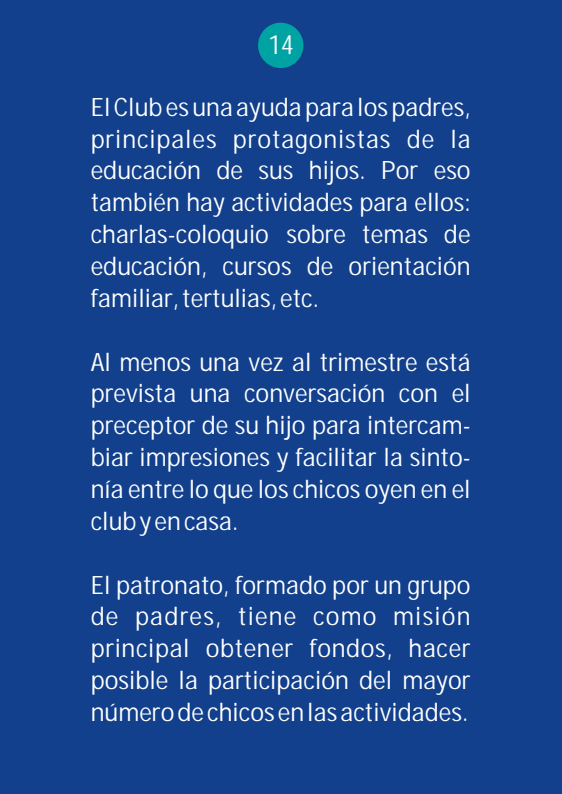 14
El Club es una ayuda para los padres,
principales protagonistas de la
educación de sus hijos. Por eso
también hay actividades para ellos:
charlas-coloquio sobre temas de
educación, cursos de orientación
familiar, tertulias, etc.
Al menos una vez al trimestre está
prevista una conversación con el
preceptor de su hijo para intercam-
biar impresiones y facilitar la sinto-
nía entre lo que los chicos oyen en el
club y en casa.
El patronato, formado por un grupo
de padres, tiene como misión
principal obtener fondos, hacer
posible la participación del mayor
número de chicos en las actividades.